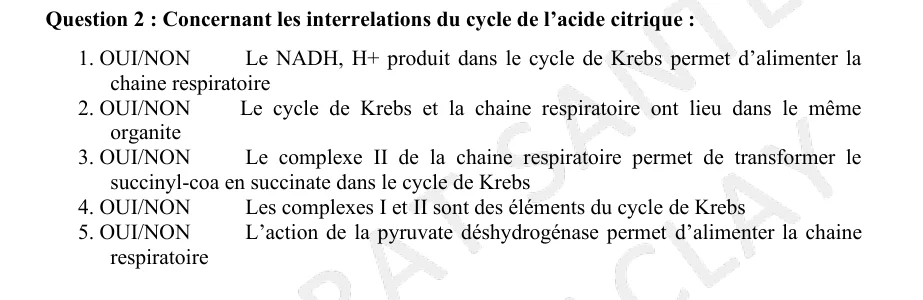 Question 2 : Concernant les interrelations du cycle de l'acide citrique :
1. OUI/NON Le NADH, H+ produit dans le cycle de Krebs permet d'alimenter la
chaine respiratoire
2. OUI/NON Le cycle de Krebs et la chaine respiratoire ont lieu dans le même
organite
3. OUI/NON Le complexe II de la chaine respiratoire permet de transformer le
succinyl-coa en succinate dans le cycle de Krebs
4. OUI/NON Les complexes I et II sont des éléments du cycle de Krebs
5. OUI/NON L'action de la pyruvate déshydrogénase permet d'alimenter la chaine
respiratoire